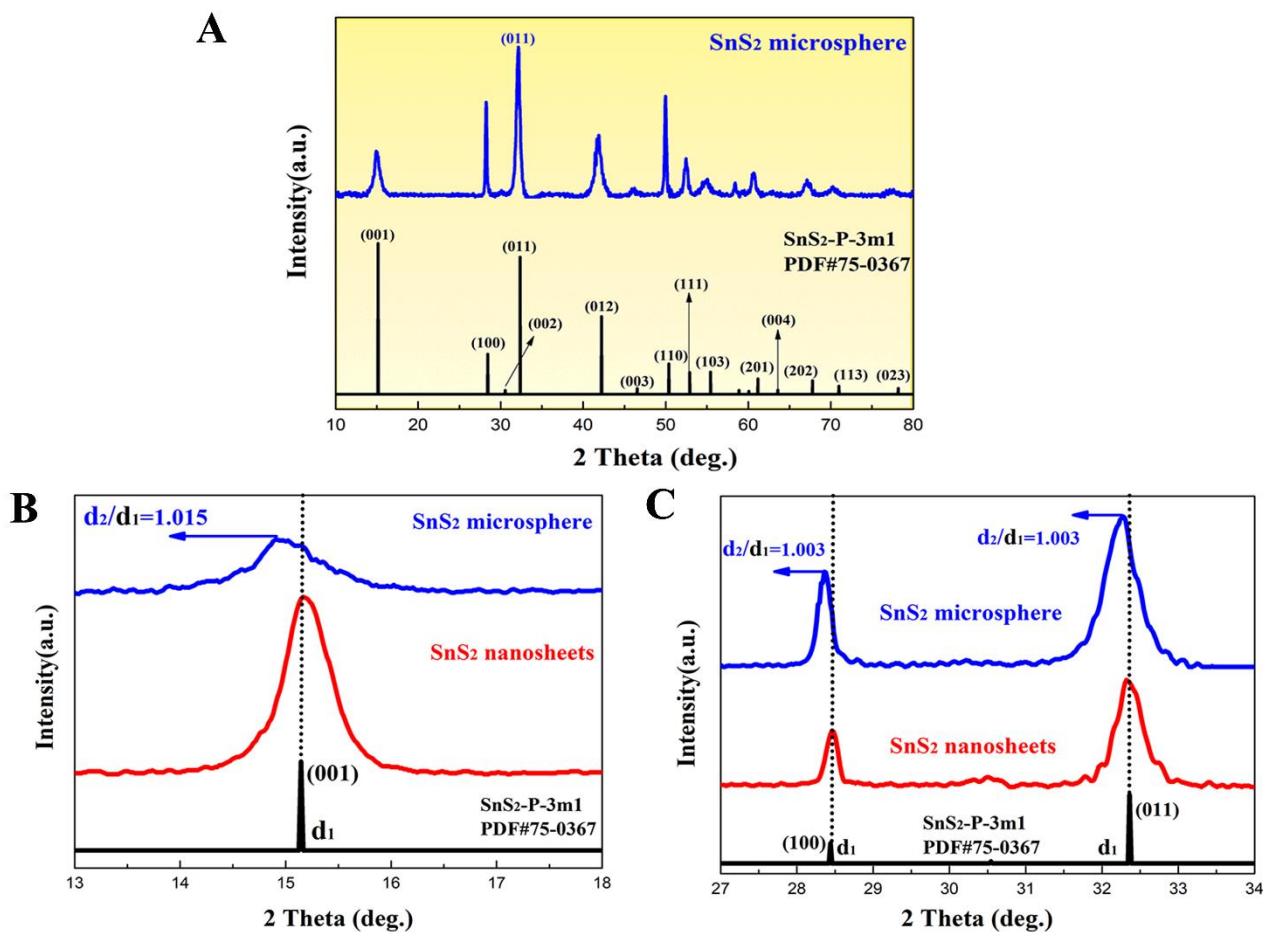 A
SnS₂ microsphere
(011)
Intensity(a.u.)
SnS₂-P-3m1
PDF#75-0367
(001)
(011)
(111)
(004)
(012)
(002)
(100)
(110)
(103)
(201)
(202)
(003)
(113)
(023)
10 20 30 40 50 60 70 80
2 Theta (deg.)
B
d₂/d₁=1.015
SnS₂ microsphere
SnS₂ nanosheets
Intensity(a.u.)
(001)
d₁
SnS₂-P-3m1
PDF#75-0367
13 14 15 16 17 18
2 Theta (deg.)
C
d₂/d₁=1.003
d₂/d₁=1.003
SnS₂ microsphere
SnS₂ nanosheets
Intensity(a.u.)
(011)
SnS₂-P-3m1
PDF#75-0367
(100)
d₁
d₁
27 28 29 30 31 32 33 34
2 Theta (deg.)